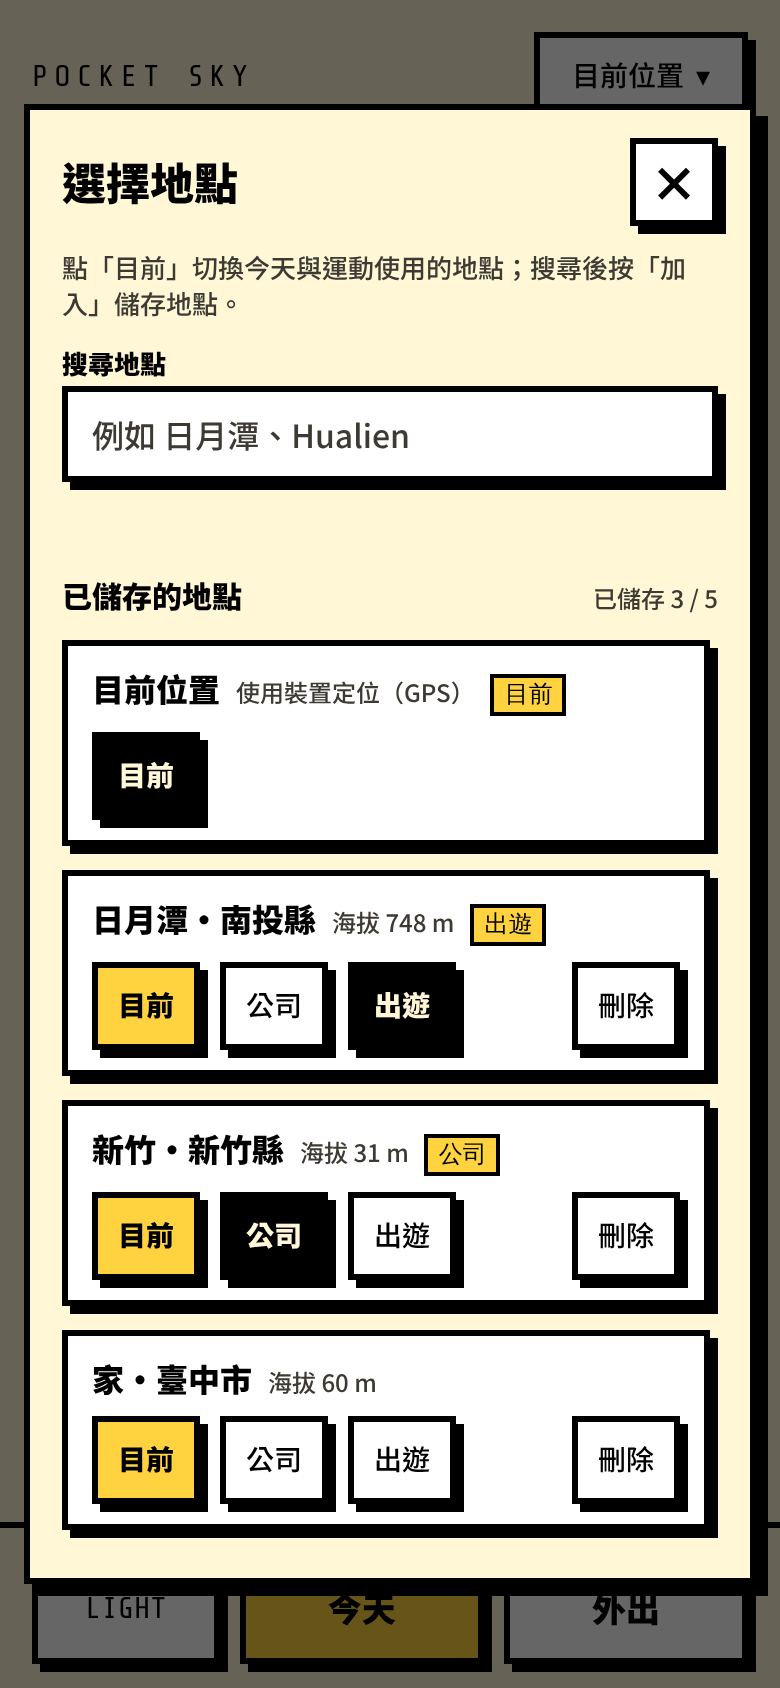 POCKET SKY
目前位置 ▼
選擇地點
✕
點「目前」切換今天與運動使用的地點；搜尋後按「加
入」儲存地點。
搜尋地點
例如 日月潭、Hualien
已儲存的地點
已儲存 3 / 5
目前位置 使用裝置定位（GPS） 目前
目前
日月潭・南投縣 海拔 748 m 出遊
目前 公司 出遊 刪除
新竹・新竹縣 海拔 31 m 公司
目前 公司 出遊 刪除
家・臺中市 海拔 60 m
目前 公司 出遊 刪除
LIGHT 今天 外出